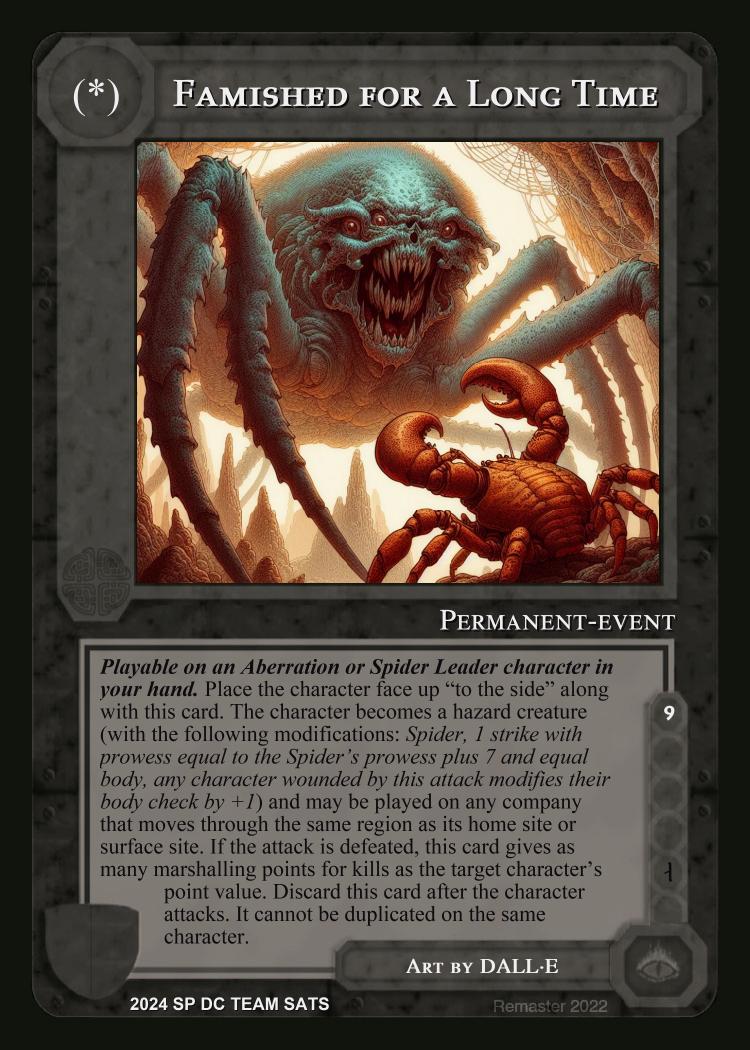 (*)
Famished for a Long Time
Permanent-event
Playable on an Aberration or Spider Leader character in
your hand. Place the character face up “to the side” along
with this card. The character becomes a hazard creature
(with the following modifications: Spider, 1 strike with
prowess equal to the Spider’s prowess plus 7 and equal
body, any character wounded by this attack modifies their
body check by +1) and may be played on any company
that moves through the same region as its home site or
surface site. If the attack is defeated, this card gives as
many marshalling points for kills as the target character’s
point value. Discard this card after the character
attacks. It cannot be duplicated on the same
character.
9
Art by DALL·E
2024 SP DC TEAM SATS
Remaster 2022